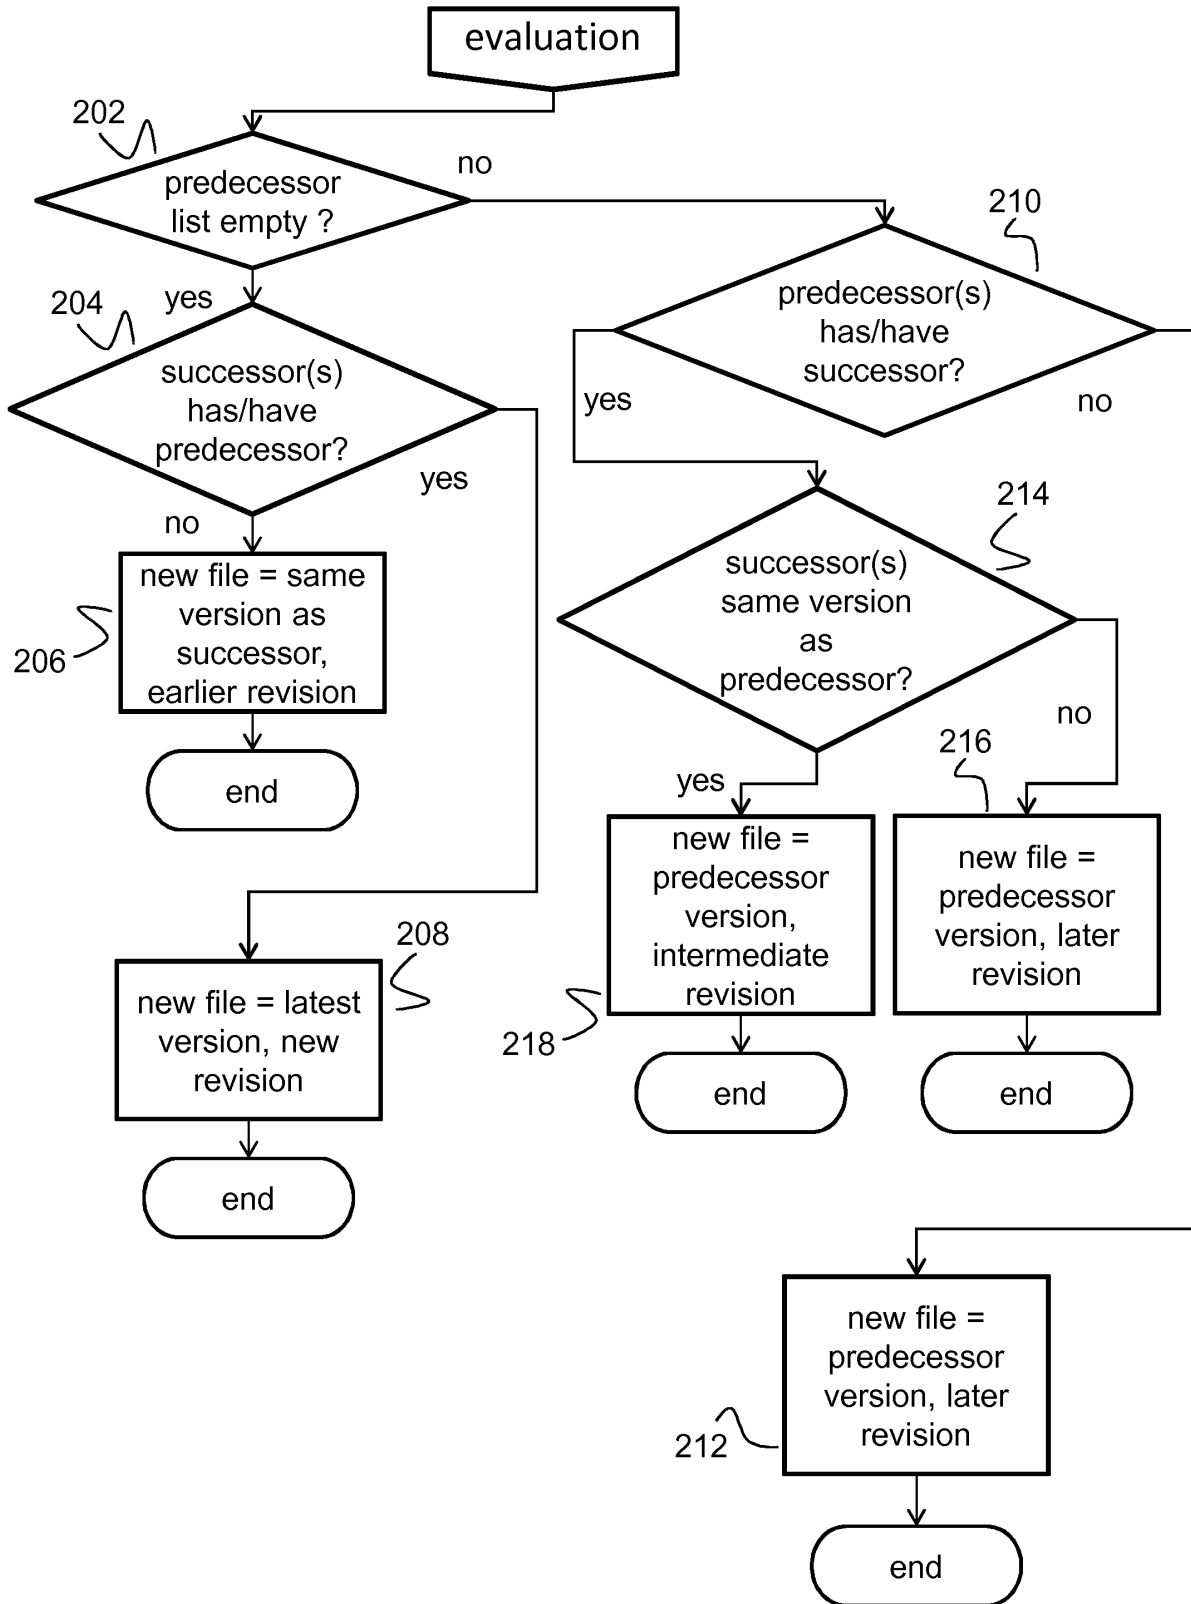 evaluation
202
predecessor
list empty ?
no
yes
204
successor(s)
has/have
predecessor?
yes
no
206
new file = same
version as
successor,
earlier revision
end
208
new file = latest
version, new
revision
end
210
predecessor(s)
has/have
successor?
yes
no
214
successor(s)
same version
as
predecessor?
no
yes
216
new file =
predecessor
version,
intermediate
revision
218
end
new file =
predecessor
version, later
revision
end
new file =
predecessor
version, later
revision
212
end